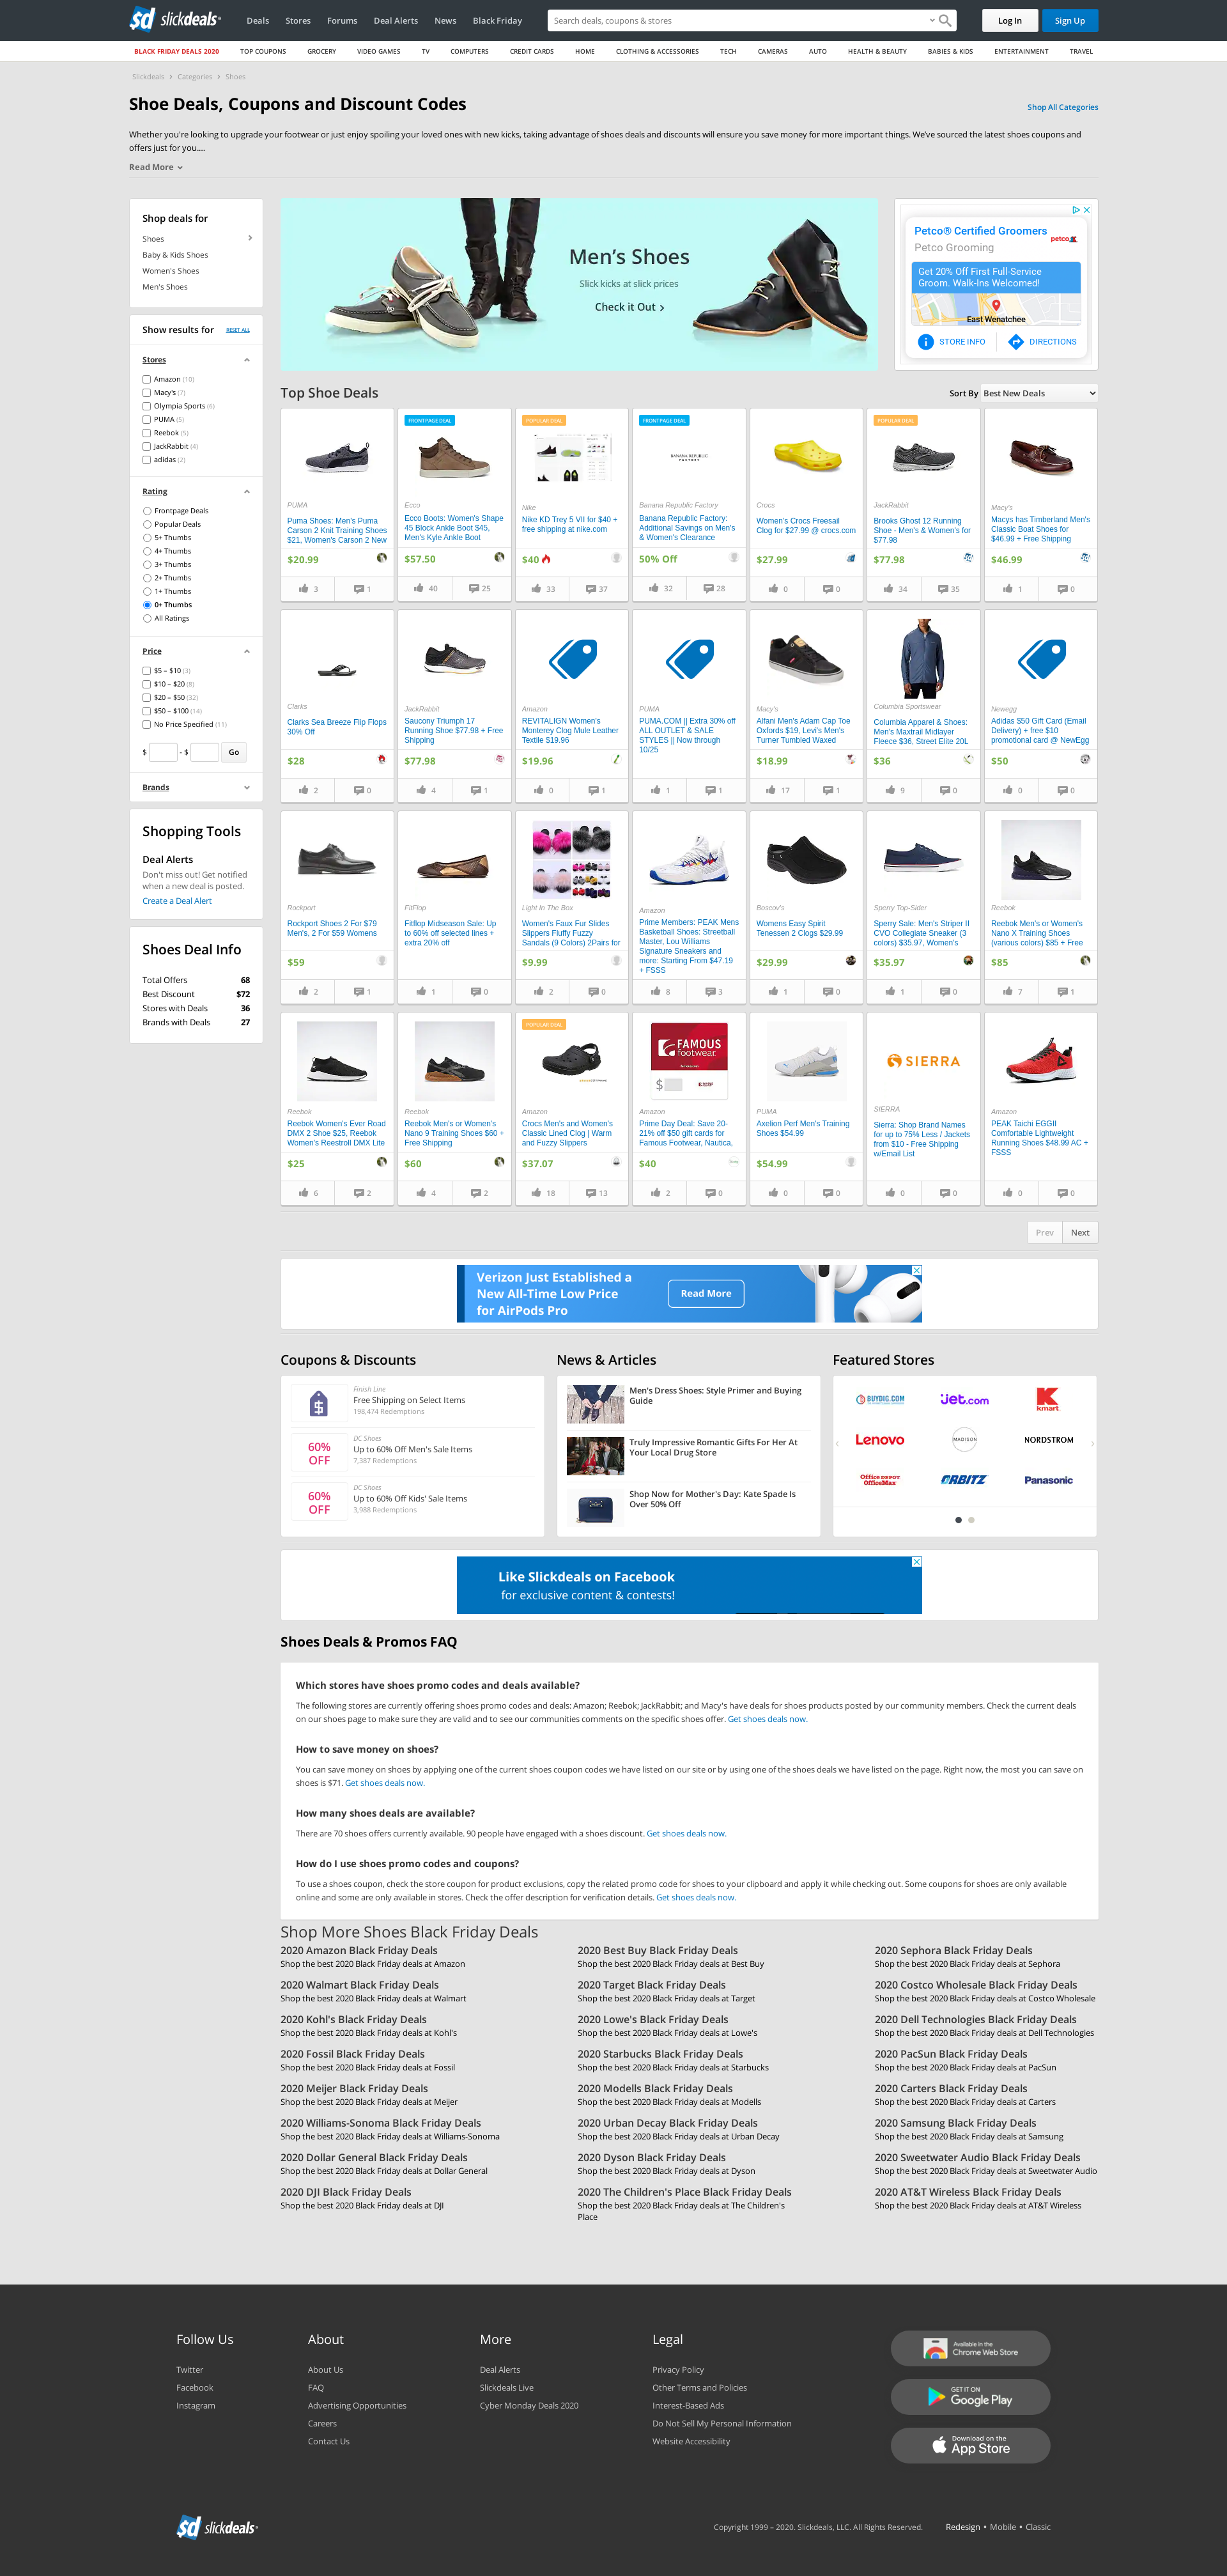 slickdeals
Deals
Stores
Forums
Deal Alerts
News
Black Friday
Search deals, coupons & stores
Log In
Sign Up
BLACK FRIDAY DEALS 2020
TOP COUPONS
GROCERY
VIDEO GAMES
TV
COMPUTERS
CREDIT CARDS
HOME
CLOTHING & ACCESSORIES
TECH
CAMERAS
AUTO
HEALTH & BEAUTY
BABIES & KIDS
ENTERTAINMENT
TRAVEL
Slickdeals › Categories › Shoes
Shoe Deals, Coupons and Discount Codes
Shop All Categories
Whether you're looking to upgrade your footwear or just enjoy spoiling your loved ones with new kicks, taking advantage of shoes deals and discounts will ensure you save money for more important things. We've sourced the latest shoes coupons and
offers just for you....
Read More
Shop deals for
Shoes
Baby & Kids Shoes
Women's Shoes
Men's Shoes
Show results for
RESET ALL
Stores
Amazon (10)
Macy's (7)
Olympia Sports (6)
PUMA (5)
Reebok (5)
JackRabbit (4)
adidas (2)
Rating
Frontpage Deals
Popular Deals
5+ Thumbs
4+ Thumbs
3+ Thumbs
2+ Thumbs
1+ Thumbs
0+ Thumbs
All Ratings
Price
$5 – $10 (3)
$10 – $20 (8)
$20 – $50 (32)
$50 – $100 (14)
No Price Specified (11)
$ - $ Go
Brands
Shopping Tools
Deal Alerts
Don't miss out! Get notified
when a new deal is posted.
Create a Deal Alert
Shoes Deal Info
Total Offers 68
Best Discount $72
Stores with Deals 36
Brands with Deals 27
Men's Shoes
Slick kicks at slick prices
Check it Out
Petco® Certified Groomers
Petco Grooming
petco
Get 20% Off First Full-Service
Groom. Walk-Ins Welcomed!
East Wenatchee
STORE INFO
DIRECTIONS
Top Shoe Deals
Sort By Best New Deals
PUMA
Puma Shoes: Men's Puma
Carson 2 Knit Training Shoes
$21, Women's Carson 2 New
$20.99
3
1
FRONTPAGE DEAL
Ecco
Ecco Boots: Women's Shape
45 Block Ankle Boot $45,
Men's Kyle Ankle Boot
$57.50
40
25
POPULAR DEAL
Nike
Nike KD Trey 5 VII for $40 +
free shipping at nike.com
$40
33
37
FRONTPAGE DEAL
BANANA REPUBLIC
FACTORY
Banana Republic Factory
Banana Republic Factory:
Additional Savings on Men's
& Women's Clearance
50% Off
32
28
Crocs
Women's Crocs Freesail
Clog for $27.99 @ crocs.com
$27.99
0
0
POPULAR DEAL
JackRabbit
Brooks Ghost 12 Running
Shoe - Men's & Women's for
$77.98
$77.98
34
35
Macy's
Macys has Timberland Men's
Classic Boat Shoes for
$46.99 + Free Shipping
$46.99
1
0
Clarks
Clarks Sea Breeze Flip Flops
30% Off
$28
2
0
JackRabbit
Saucony Triumph 17
Running Shoe $77.98 + Free
Shipping
$77.98
4
1
Amazon
REVITALIGN Women's
Monterey Clog Mule Leather
Textile $19.96
$19.96
0
1
PUMA
PUMA.COM || Extra 30% off
ALL OUTLET & SALE
STYLES || Now through
10/25
1
1
Macy's
Alfani Men's Adam Cap Toe
Oxfords $19, Levi's Men's
Turner Tumbled Waxed
$18.99
17
1
Columbia Sportswear
Columbia Apparel & Shoes:
Men's Maxtrail Midlayer
Fleece $36, Street Elite 20L
$36
9
0
Newegg
Adidas $50 Gift Card (Email
Delivery) + free $10
promotional card @ NewEgg
$50
0
0
Rockport
Rockport Shoes 2 For $79
Men's, 2 For $59 Womens
$59
2
1
FitFlop
Fitflop Midseason Sale: Up
to 60% off selected lines +
extra 20% off
1
0
Light In The Box
Women's Faux Fur Slides
Slippers Fluffy Fuzzy
Sandals (9 Colors) 2Pairs for
$9.99
2
0
Amazon
Prime Members: PEAK Mens
Basketball Shoes: Streetball
Master, Lou Williams
Signature Sneakers and
more: Starting From $47.19
+ FSSS
8
3
Boscov's
Womens Easy Spirit
Tenessen 2 Clogs $29.99
$29.99
1
0
Sperry Top-Sider
Sperry Sale: Men's Striper II
CVO Collegiate Sneaker (3
colors) $35.97, Women's
$35.97
1
0
Reebok
Reebok Men's or Women's
Nano X Training Shoes
(various colors) $85 + Free
$85
7
1
Reebok
Reebok Women's Ever Road
DMX 2 Shoe $25, Reebok
Women's Reestroll DMX Lite
$25
6
2
Reebok
Reebok Men's or Women's
Nano 9 Training Shoes $60 +
Free Shipping
$60
4
2
POPULAR DEAL
Amazon
Crocs Men's and Women's
Classic Lined Clog | Warm
and Fuzzy Slippers
$37.07
18
13
FAMOUS
footwear
$
Amazon
Prime Day Deal: Save 20-
21% off $50 gift cards for
Famous Footwear, Nautica,
$40
2
0
PUMA
Axelion Perf Men's Training
Shoes $54.99
$54.99
0
0
SIERRA
SIERRA
Sierra: Shop Brand Names
for up to 75% Less / Jackets
from $10 - Free Shipping
w/Email List
0
0
Amazon
PEAK Taichi EGGII
Comfortable Lightweight
Running Shoes $48.99 AC +
FSSS
0
0
Prev
Next
Verizon Just Established a
New All-Time Low Price
for AirPods Pro
Read More
Coupons & Discounts
Finish Line
Free Shipping on Select Items
198,474 Redemptions
60%
OFF
DC Shoes
Up to 60% Off Men's Sale Items
7,387 Redemptions
60%
OFF
DC Shoes
Up to 60% Off Kids' Sale Items
3,988 Redemptions
News & Articles
Men's Dress Shoes: Style Primer and Buying
Guide
Truly Impressive Romantic Gifts For Her At
Your Local Drug Store
Shop Now for Mother's Day: Kate Spade Is
Over 50% Off
Featured Stores
BUYDIG.COM
jet.com
kmart
Lenovo
MADISON
NORDSTROM
Office DEPOT
OfficeMax
ORBITZ
Panasonic
Like Slickdeals on Facebook
for exclusive content & contests!
Shoes Deals & Promos FAQ
Which stores have shoes promo codes and deals available?
The following stores are currently offering shoes promo codes and deals: Amazon; Reebok; JackRabbit; and Macy's have deals for shoes products posted by our community members. Check the current deals
on our shoes page to make sure they are valid and to see our communities comments on the specific shoes offer. Get shoes deals now.
How to save money on shoes?
You can save money on shoes by applying one of the current shoes coupon codes we have listed on our site or by using one of the shoes deals we have listed on the page. Right now, the most you can save on
shoes is $71. Get shoes deals now.
How many shoes deals are available?
There are 70 shoes offers currently available. 90 people have engaged with a shoes discount. Get shoes deals now.
How do I use shoes promo codes and coupons?
To use a shoes coupon, check the store coupon for product exclusions, copy the related promo code for shoes to your clipboard and apply it while checking out. Some coupons for shoes are only available
online and some are only available in stores. Check the offer description for verification details. Get shoes deals now.
Shop More Shoes Black Friday Deals
2020 Amazon Black Friday Deals
Shop the best 2020 Black Friday deals at Amazon
2020 Best Buy Black Friday Deals
Shop the best 2020 Black Friday deals at Best Buy
2020 Sephora Black Friday Deals
Shop the best 2020 Black Friday deals at Sephora
2020 Walmart Black Friday Deals
Shop the best 2020 Black Friday deals at Walmart
2020 Target Black Friday Deals
Shop the best 2020 Black Friday deals at Target
2020 Costco Wholesale Black Friday Deals
Shop the best 2020 Black Friday deals at Costco Wholesale
2020 Kohl's Black Friday Deals
Shop the best 2020 Black Friday deals at Kohl's
2020 Lowe's Black Friday Deals
Shop the best 2020 Black Friday deals at Lowe's
2020 Dell Technologies Black Friday Deals
Shop the best 2020 Black Friday deals at Dell Technologies
2020 Fossil Black Friday Deals
Shop the best 2020 Black Friday deals at Fossil
2020 Starbucks Black Friday Deals
Shop the best 2020 Black Friday deals at Starbucks
2020 PacSun Black Friday Deals
Shop the best 2020 Black Friday deals at PacSun
2020 Meijer Black Friday Deals
Shop the best 2020 Black Friday deals at Meijer
2020 Modells Black Friday Deals
Shop the best 2020 Black Friday deals at Modells
2020 Carters Black Friday Deals
Shop the best 2020 Black Friday deals at Carters
2020 Williams-Sonoma Black Friday Deals
Shop the best 2020 Black Friday deals at Williams-Sonoma
2020 Urban Decay Black Friday Deals
Shop the best 2020 Black Friday deals at Urban Decay
2020 Samsung Black Friday Deals
Shop the best 2020 Black Friday deals at Samsung
2020 Dollar General Black Friday Deals
Shop the best 2020 Black Friday deals at Dollar General
2020 Dyson Black Friday Deals
Shop the best 2020 Black Friday deals at Dyson
2020 Sweetwater Audio Black Friday Deals
Shop the best 2020 Black Friday deals at Sweetwater Audio
2020 DJI Black Friday Deals
Shop the best 2020 Black Friday deals at DJI
2020 The Children's Place Black Friday Deals
Shop the best 2020 Black Friday deals at The Children's
Place
2020 AT&T Wireless Black Friday Deals
Shop the best 2020 Black Friday deals at AT&T Wireless
Follow Us
Twitter
Facebook
Instagram
About
About Us
FAQ
Advertising Opportunities
Careers
Contact Us
More
Deal Alerts
Slickdeals Live
Cyber Monday Deals 2020
Legal
Privacy Policy
Other Terms and Policies
Interest-Based Ads
Do Not Sell My Personal Information
Website Accessibility
Available in the
Chrome Web Store
GET IT ON
Google Play
Download on the
App Store
slickdeals
Copyright 1999 – 2020. Slickdeals, LLC. All Rights Reserved.
Redesign • Mobile • Classic